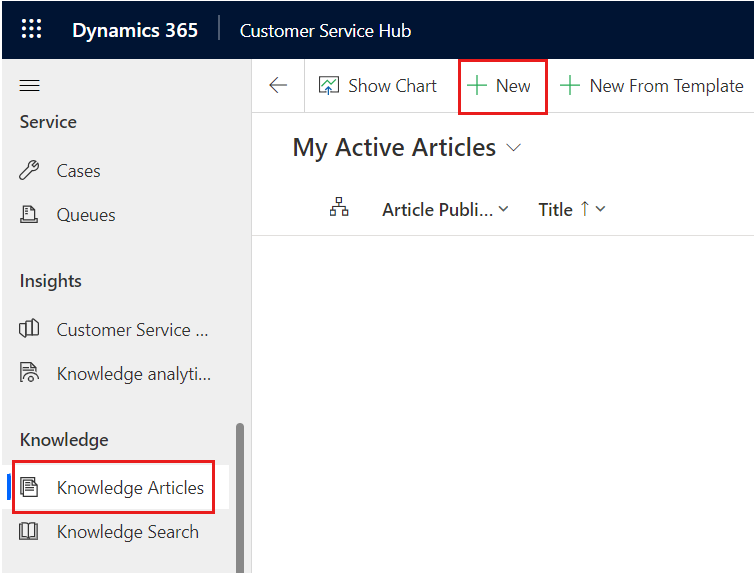 Dynamics 365 Customer Service Hub
Show Chart New New From Template
Service
Cases
Queues
Insights
Customer Service ...
Knowledge analyti...
Knowledge
Knowledge Articles
Knowledge Search
My Active Articles
Article Publi... Title ↑